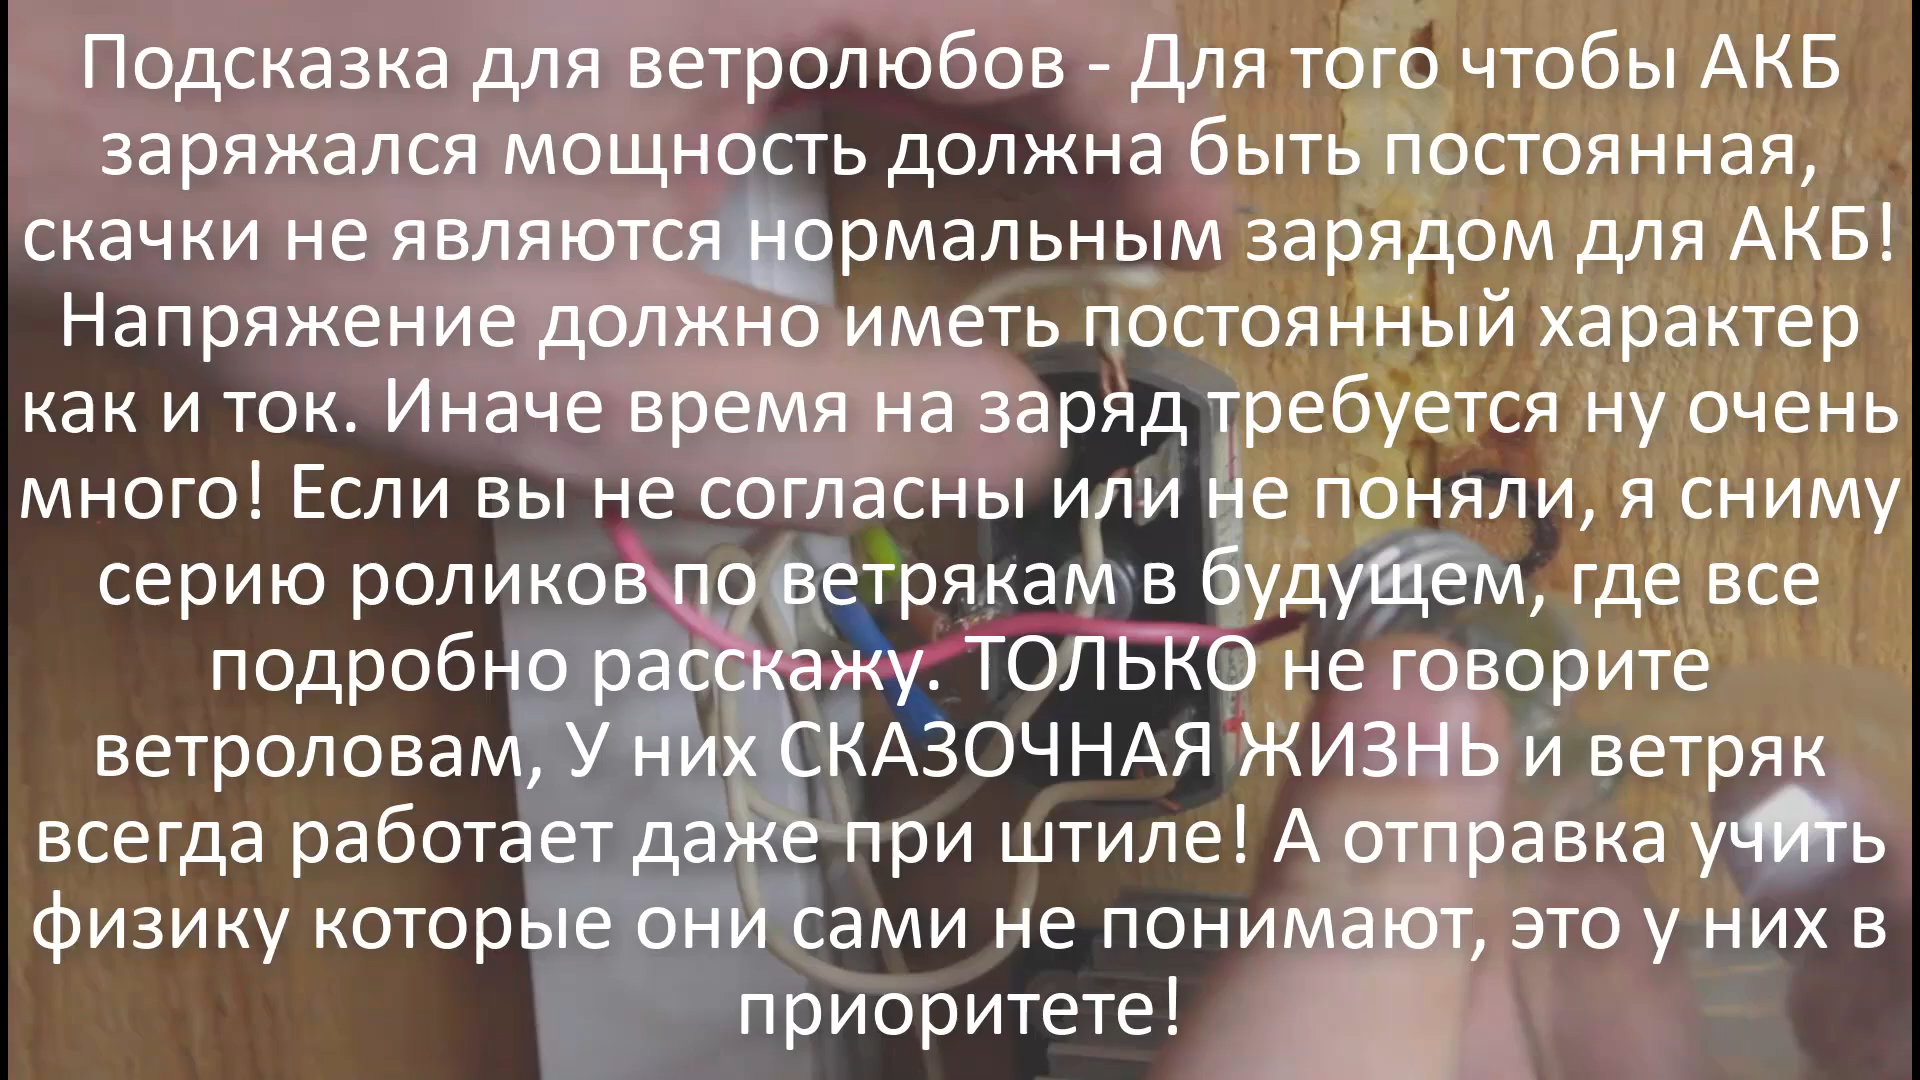 Подсказка для ветролюбов - Для того чтобы АКБ
заряжался мощность должна быть постоянная,
скачки не являются нормальным зарядом для АКБ!
Напряжение должно иметь постоянный характер
как и ток. Иначе время на заряд требуется ну очень
много! Если вы не согласны или не поняли, я сниму
серию роликов по ветрякам в будущем, где все
подробно расскажу. ТОЛЬКО не говорите
ветроловам, У них СКАЗОЧНАЯ ЖИЗНЬ и ветряк
всегда работает даже при штиле! А отправка учить
физику которые они сами не понимают, это у них в
приоритете!